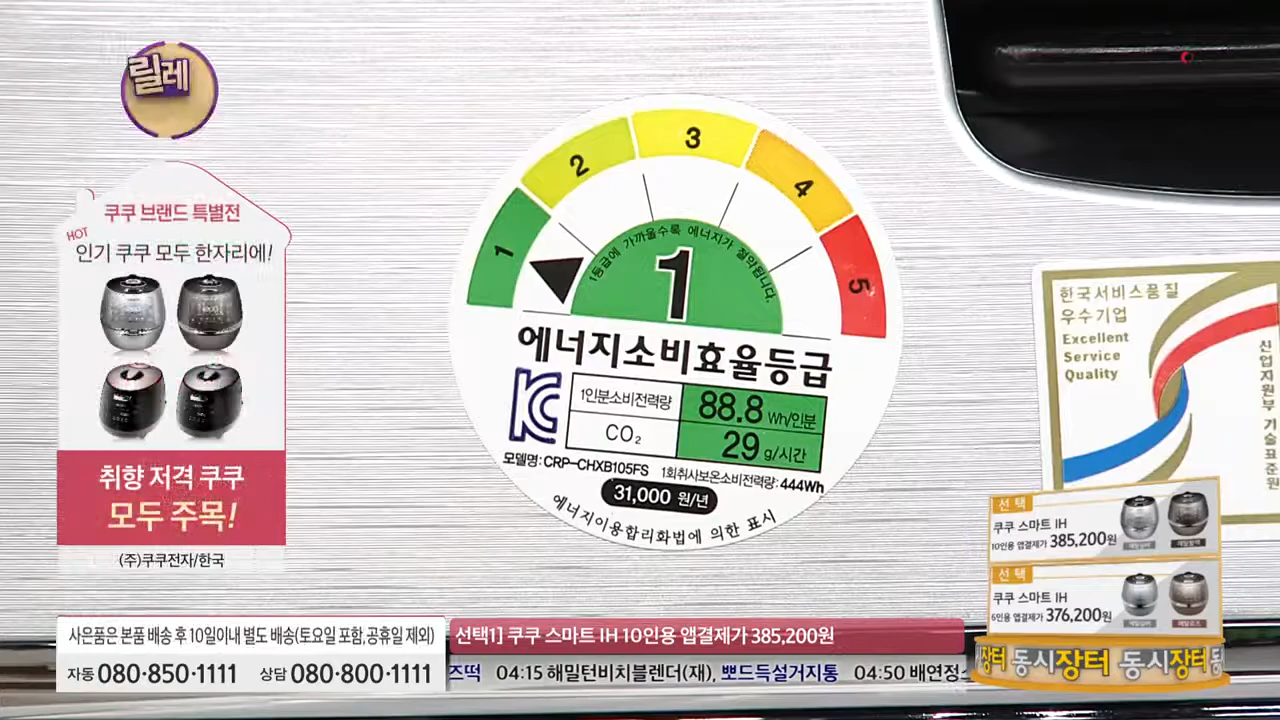 릴레
쿠쿠 브랜드 특별전
HOT
인기 쿠쿠 모두 한자리에!
취향 저격 쿠쿠
모두 주목!
(주)쿠쿠전자/한국
1
2
3
4
5
1등급에 가까울수록 에너지가 절약됩니다.
1
에너지소비효율등급
1인분소비전력량
88.8 Wh/인분
CO₂
29 g/시간
모델명:CRP-CHXB105FS 1회취사보온소비전력량:444Wh
31,000 원/년
에너지이용합리화법에 의한 표시
한국서비스품질
우수기업
Excellent
Service
Quality
산업자원부 기술표준원
선택
쿠쿠 스마트 IH
10인용 앱결제가 385,200원
선택
쿠쿠 스마트 IH
6인용 앱결제가 376,200원
장터 동시장터 동시장터 동
사은품은 본품 배송 후 10일이내 별도 배송(토요일 포함,공휴일 제외)
자동 080·850·1111 상담 080·800·1111
선택1] 쿠쿠 스마트 IH 10인용 앱결제가 385,200원
즈떡 04:15 해밀턴비치블렌더(재), 뽀드득설거지통 04:50 배연정소